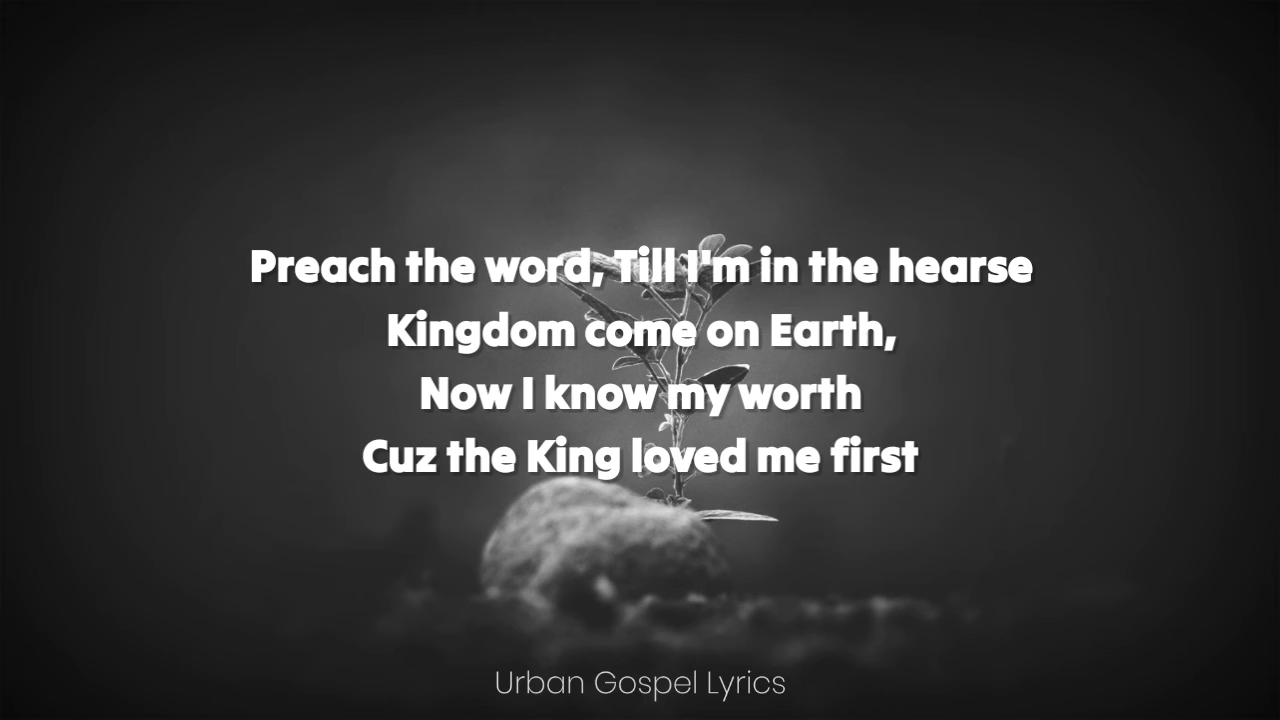 Preach the word, Till I'm in the hearse
Kingdom come on Earth,
Now I know my worth
Cuz the King loved me first
Urban Gospel Lyrics